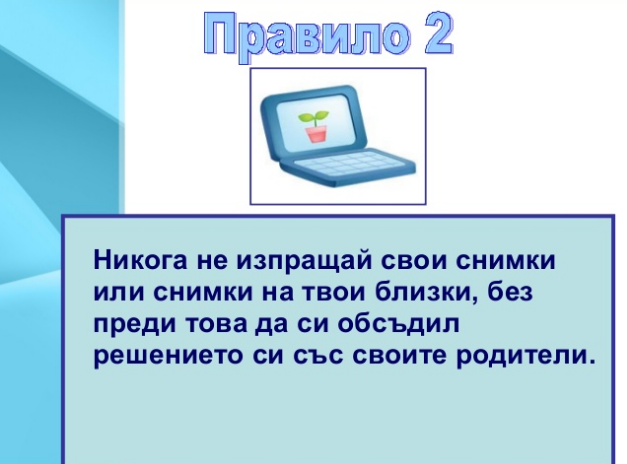 Правило 2
Никога не изпращай свои снимки
или снимки на твои близки, без
преди това да си обсъдил
решението си със своите родители.